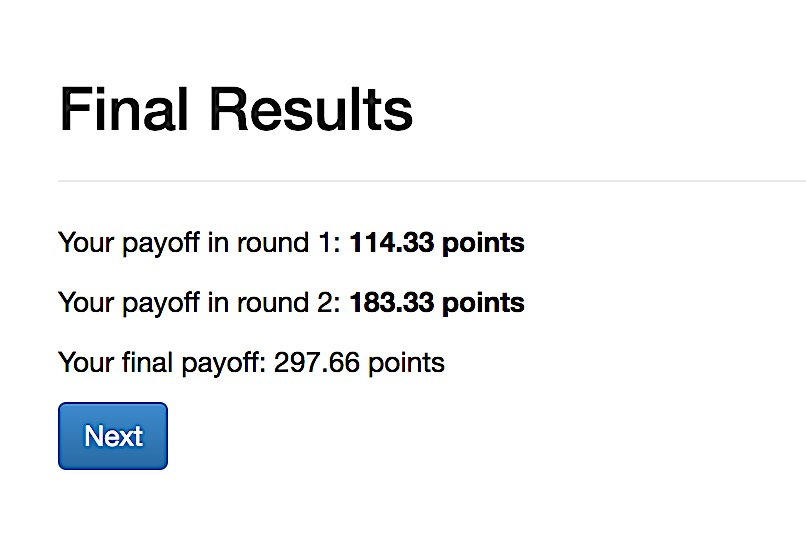 Final Results
Your payoff in round 1: 114.33 points
Your payoff in round 2: 183.33 points
Your final payoff: 297.66 points
Next